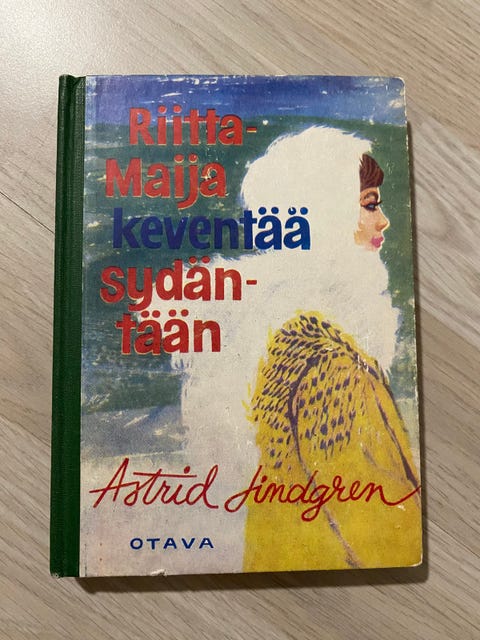 Riitta-
Maija
keventää
sydän-
tään
Astrid Lindgren
OTAVA